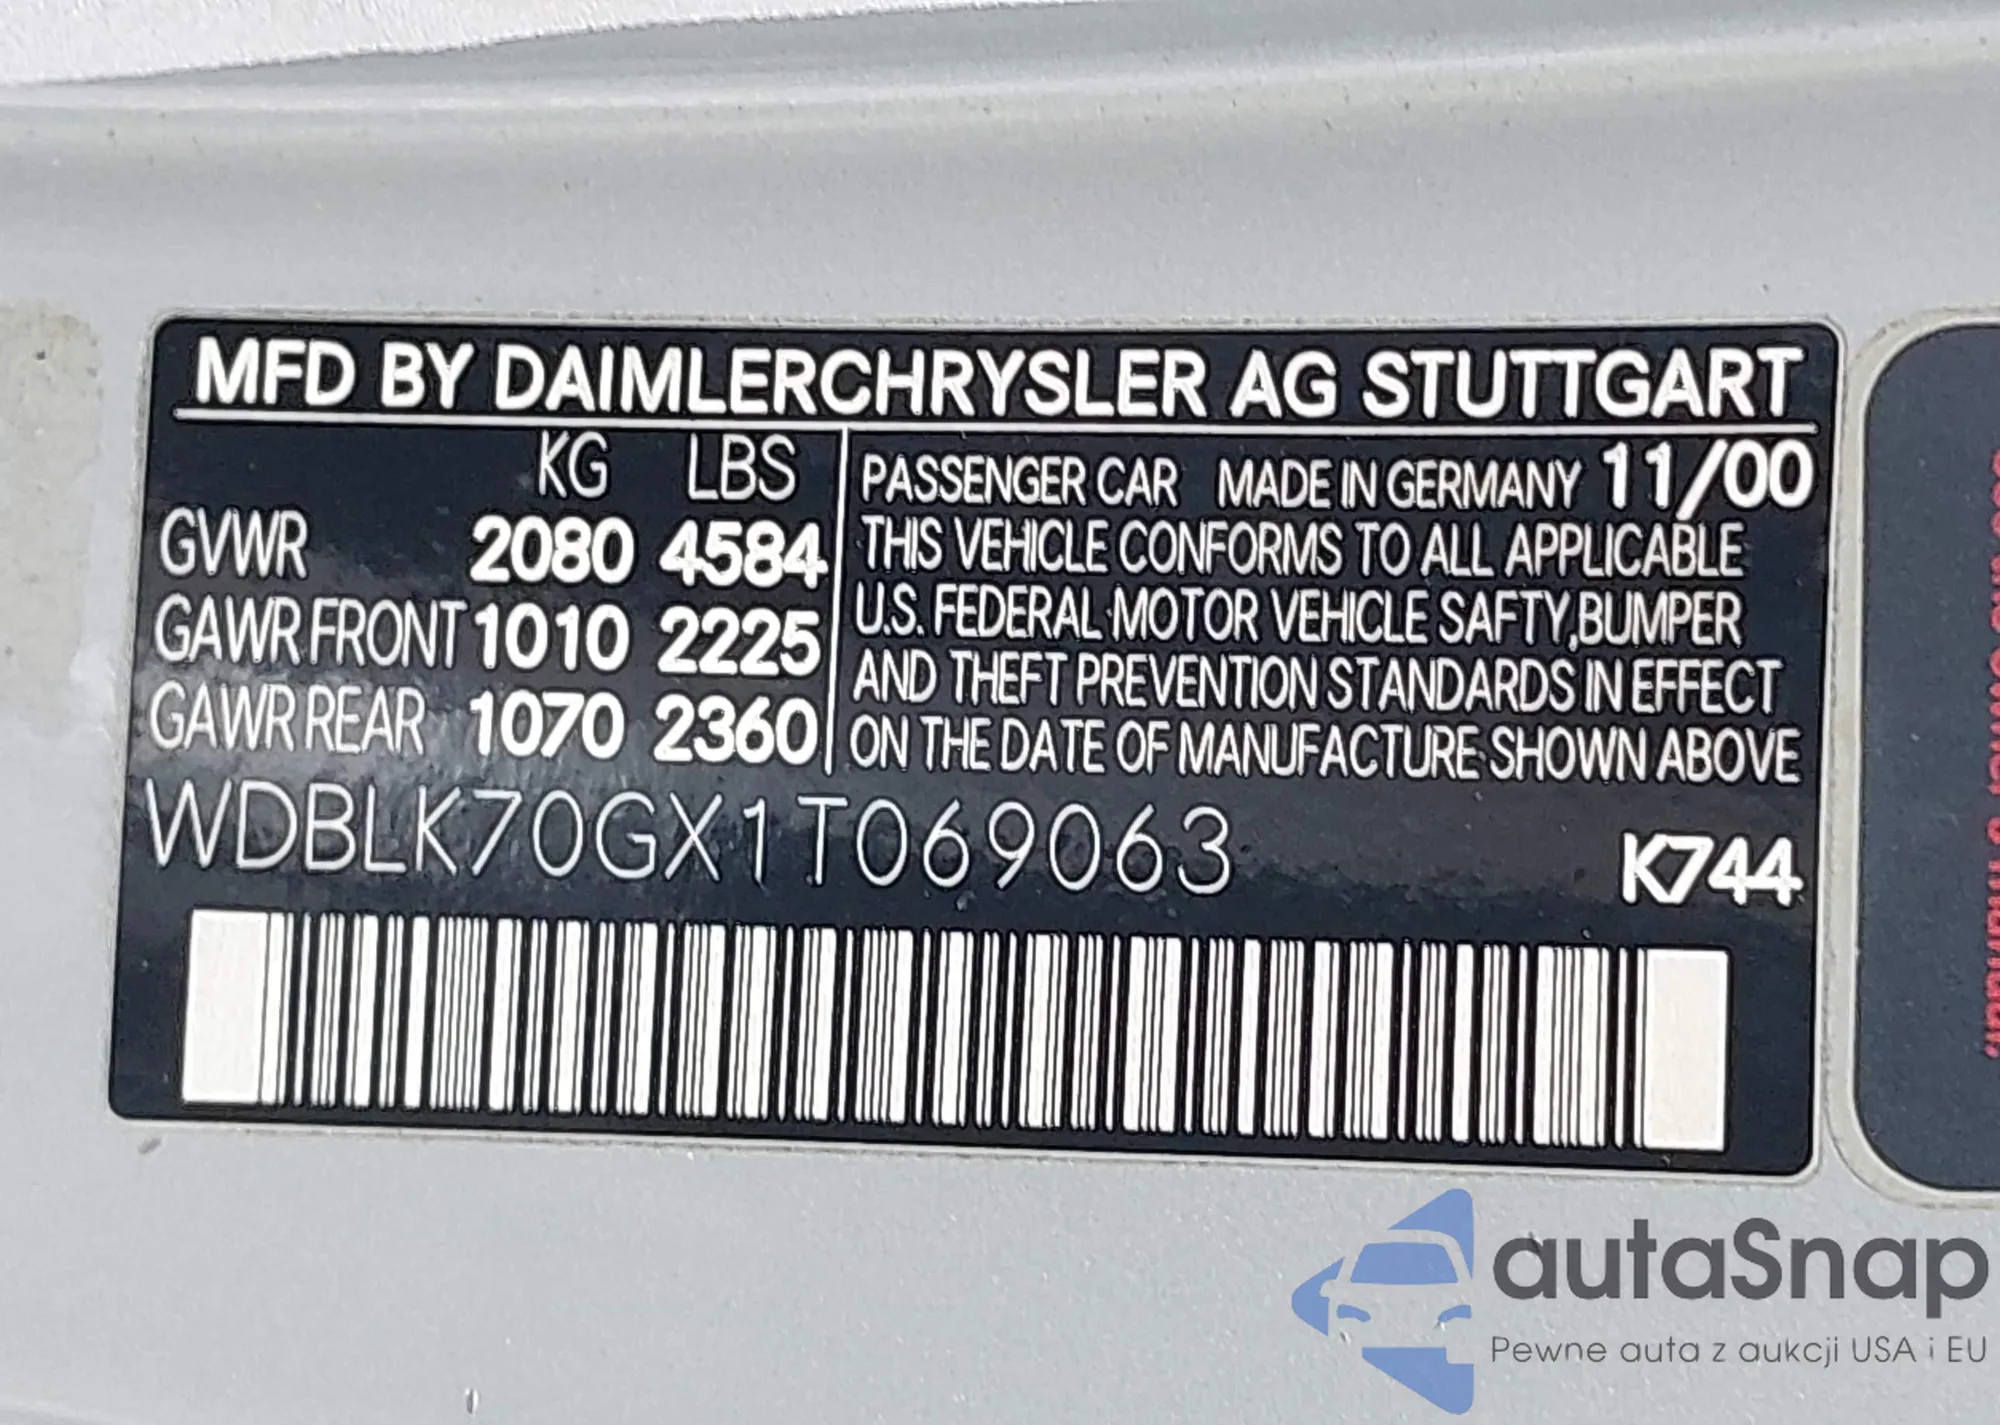 MFD BY DAIMLERCHRYSLER AG STUTTGART
KG LBS
GVWR 2080 4584
GAWR FRONT 1010 2225
GAWR REAR 1070 2360
PASSENGER CAR MADE IN GERMANY 11/00
THIS VEHICLE CONFORMS TO ALL APPLICABLE
U.S. FEDERAL MOTOR VEHICLE SAFTY,BUMPER
AND THEFT PREVENTION STANDARDS IN EFFECT
ON THE DATE OF MANUFACTURE SHOWN ABOVE
WDBLK70GX1T069063
K744
autaSnap
Pewne auta z aukcji USA i EU